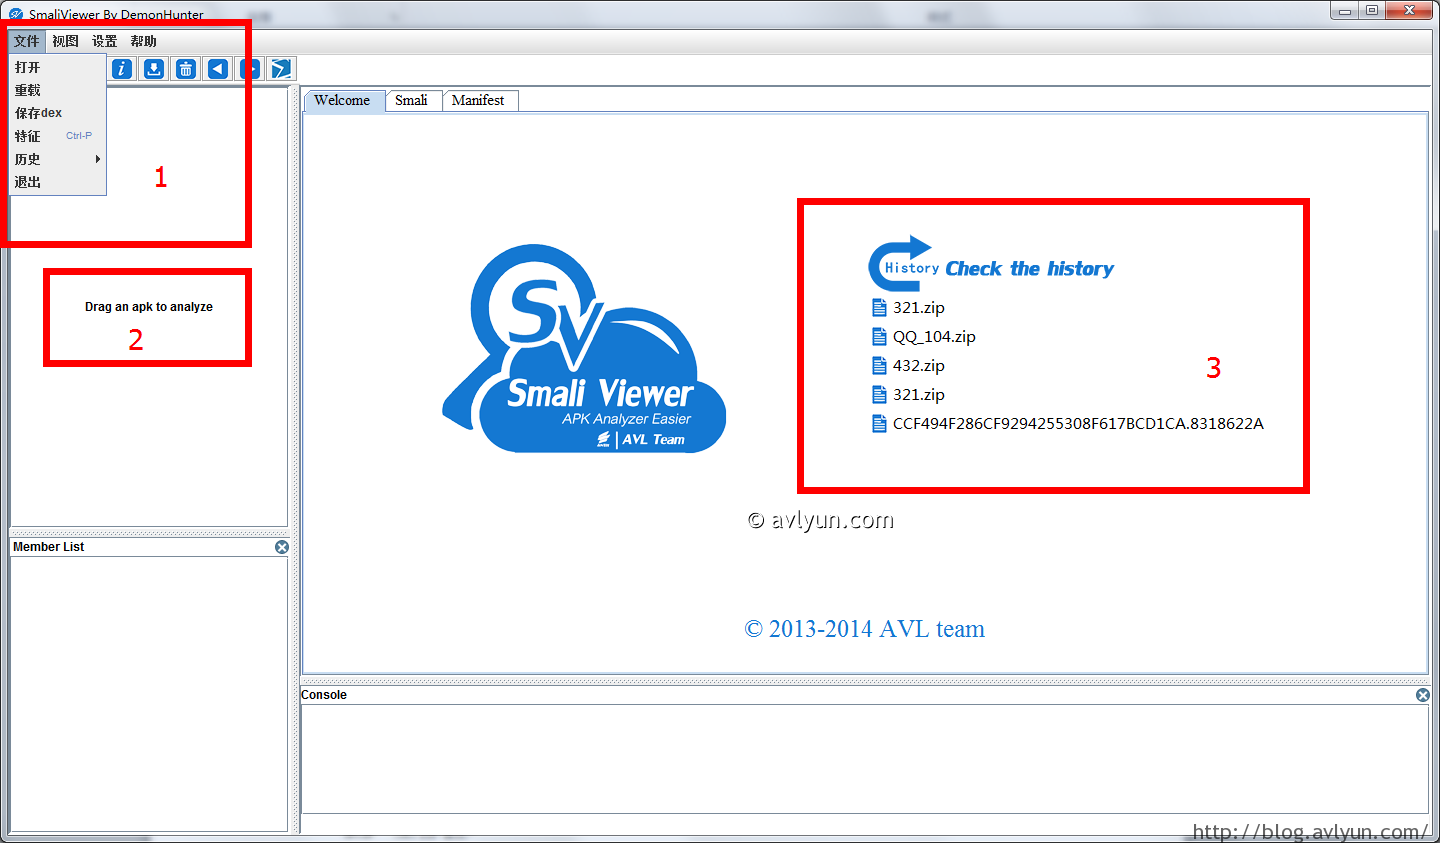 SmaliViewer By DemonHunter
文件 视图 设置 帮助
打开
重载
保存dex
特征 Ctrl-P
历史
退出
1
Drag an apk to analyze
2
Member List
Welcome Smali Manifest
SV
Smali Viewer
APK Analyzer Easier
AVL Team
History Check the history
321.zip
QQ_104.zip
432.zip
321.zip
CCF494F286CF9294255308F617BCD1CA.8318622A
3
© avlyun.com
© 2013-2014 AVL team
Console
http://blog.avlyun.com/